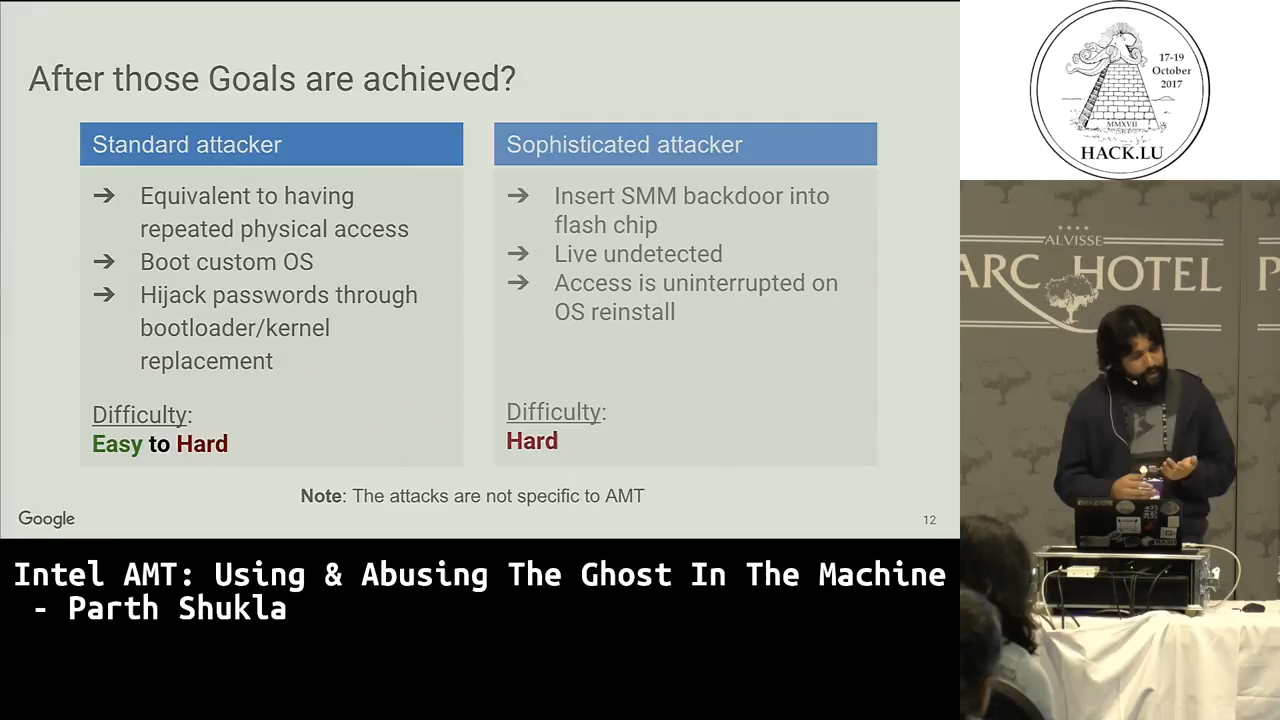 After those Goals are achieved?
Standard attacker
➔ Equivalent to having
repeated physical access
➔ Boot custom OS
➔ Hijack passwords through
bootloader/kernel
replacement
Difficulty:
Easy to Hard
Sophisticated attacker
➔ Insert SMM backdoor into
flash chip
➔ Live undetected
➔ Access is uninterrupted on
OS reinstall
Difficulty:
Hard
Note: The attacks are not specific to AMT
Google
12
Intel AMT: Using & Abusing The Ghost In The Machine
- Parth Shukla
17-19
October
2017
MMXVII
HACK.LU
ALVISSE
ARC HOTEL
P